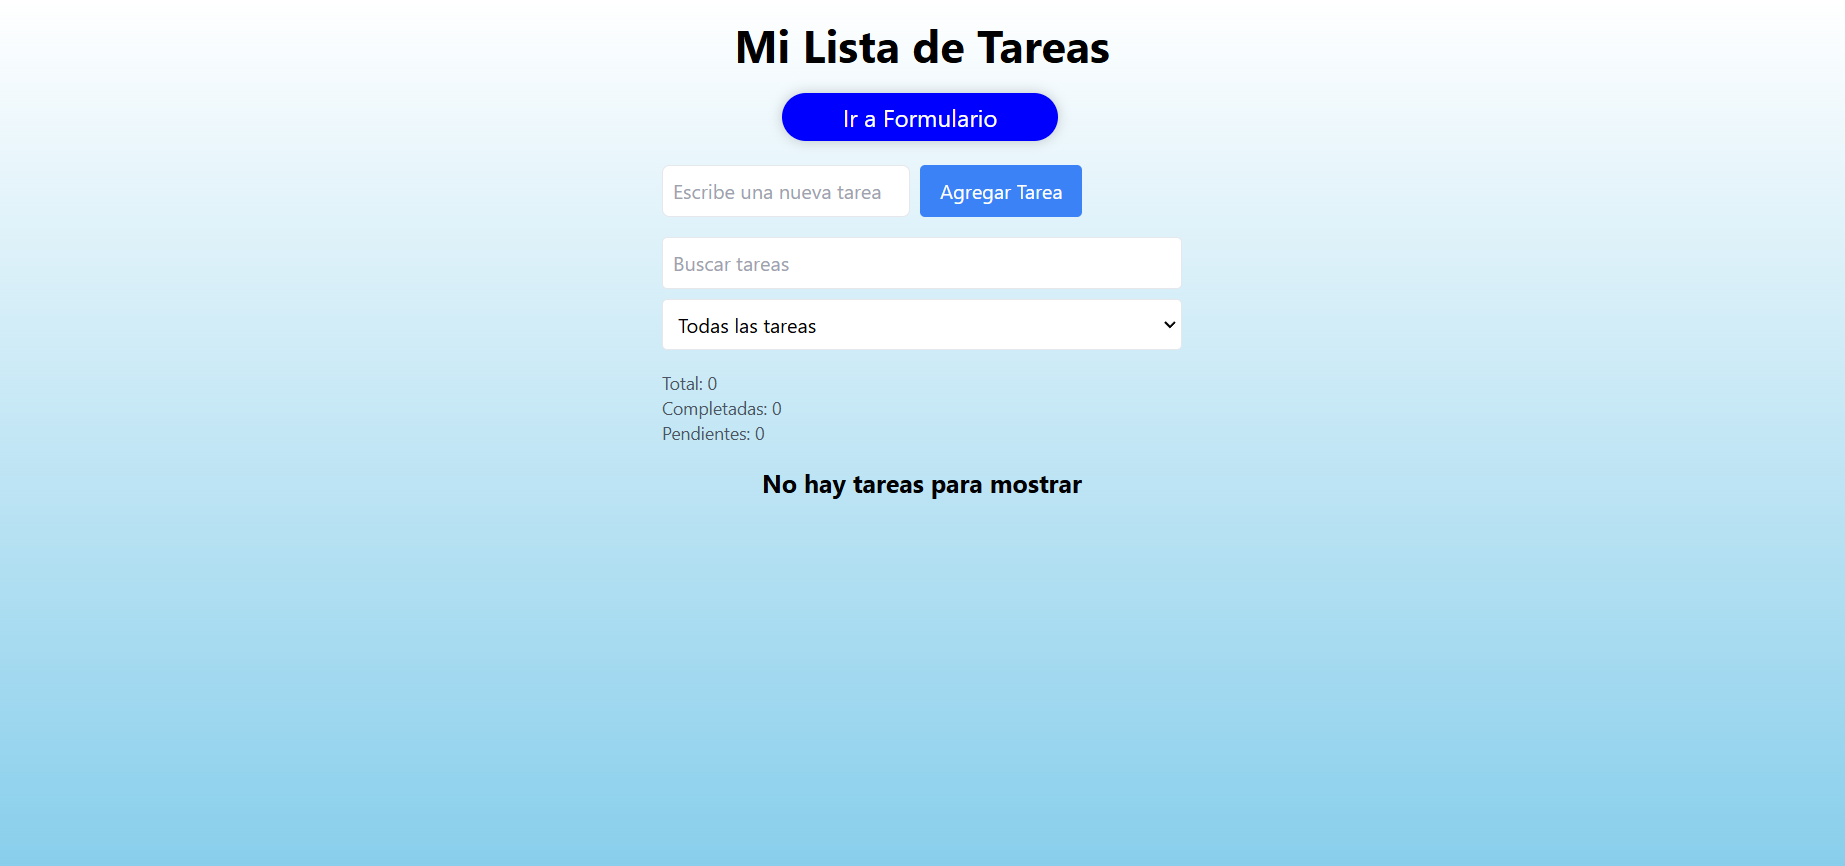 Mi Lista de Tareas
Ir a Formulario
Escribe una nueva tarea
Agregar Tarea
Buscar tareas
Todas las tareas
Total: 0
Completadas: 0
Pendientes: 0
No hay tareas para mostrar